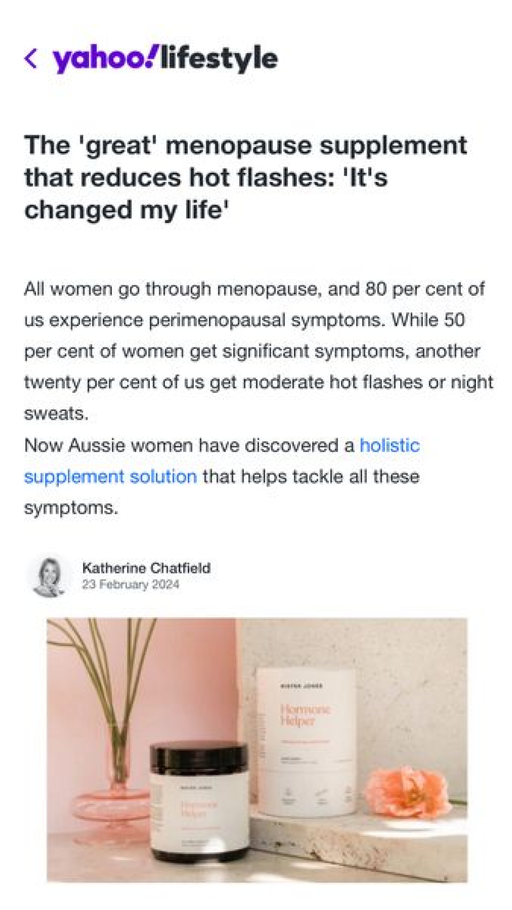 yahoo!lifestyle
The 'great' menopause supplement
that reduces hot flashes: 'It's
changed my life'
All women go through menopause, and 80 per cent of
us experience perimenopausal symptoms. While 50
per cent of women get significant symptoms, another
twenty per cent of us get moderate hot flashes or night
sweats.
Now Aussie women have discovered a holistic
supplement solution that helps tackle all these
symptoms.
Katherine Chatfield
23 February 2024
Hormone
Helper
Hormone
Helper